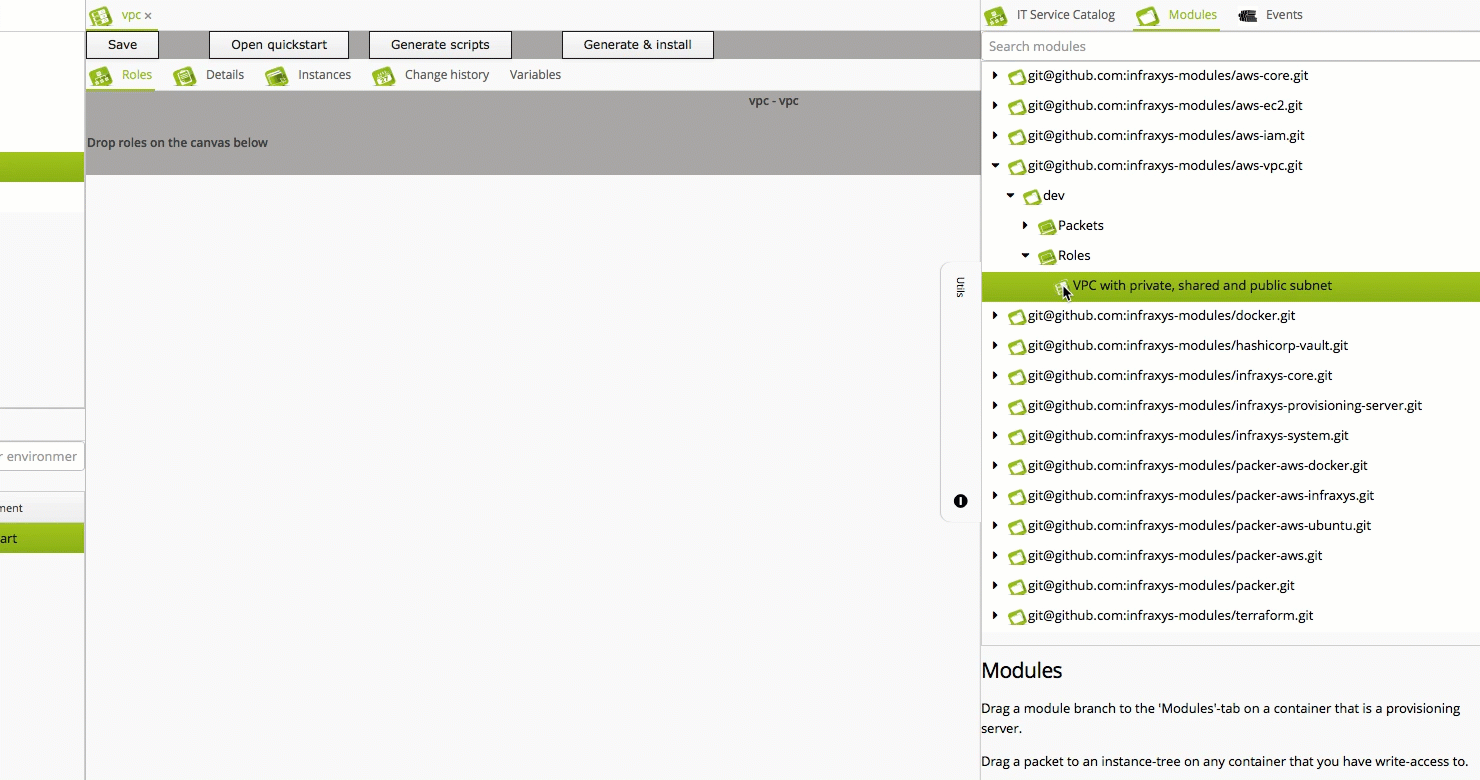 vpc ×
IT Service Catalog Modules Events
Save Open quickstart Generate scripts Generate & install
Search modules
Roles Details Instances Change history Variables
vpc - vpc
Drop roles on the canvas below
git@github.com:infraxys-modules/aws-core.git
git@github.com:infraxys-modules/aws-ec2.git
git@github.com:infraxys-modules/aws-iam.git
git@github.com:infraxys-modules/aws-vpc.git
dev
Packets
Roles
VPC with private, shared and public subnet
git@github.com:infraxys-modules/docker.git
git@github.com:infraxys-modules/hashicorp-vault.git
git@github.com:infraxys-modules/infraxys-core.git
git@github.com:infraxys-modules/infraxys-provisioning-server.git
git@github.com:infraxys-modules/infraxys-system.git
git@github.com:infraxys-modules/packer-aws-docker.git
git@github.com:infraxys-modules/packer-aws-infraxys.git
git@github.com:infraxys-modules/packer-aws-ubuntu.git
git@github.com:infraxys-modules/packer-aws.git
git@github.com:infraxys-modules/packer.git
git@github.com:infraxys-modules/terraform.git
Utils
r environmer
ment
art
Modules
Drag a module branch to the 'Modules'-tab on a container that is a provisioning
server.
Drag a packet to an instance-tree on any container that you have write-access to.